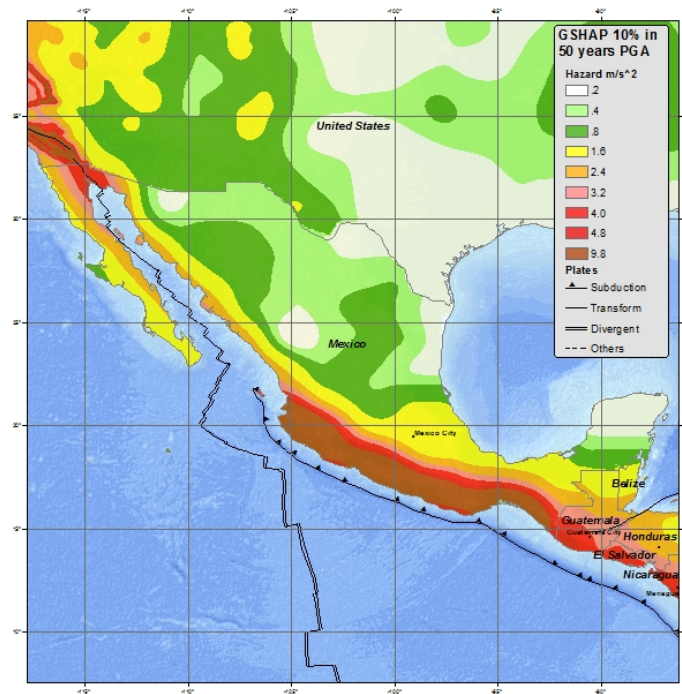 GSHAP 10% in
50 years PGA
Hazard m/s^2
.2
.4
.8
1.6
2.4
3.2
4.0
4.8
9.8
Plates
Subduction
Transform
Divergent
Others
United States
Mexico
Mexico City
Belize
Guatemala
Guatemala City
Honduras
El Salvador
Nicaragua